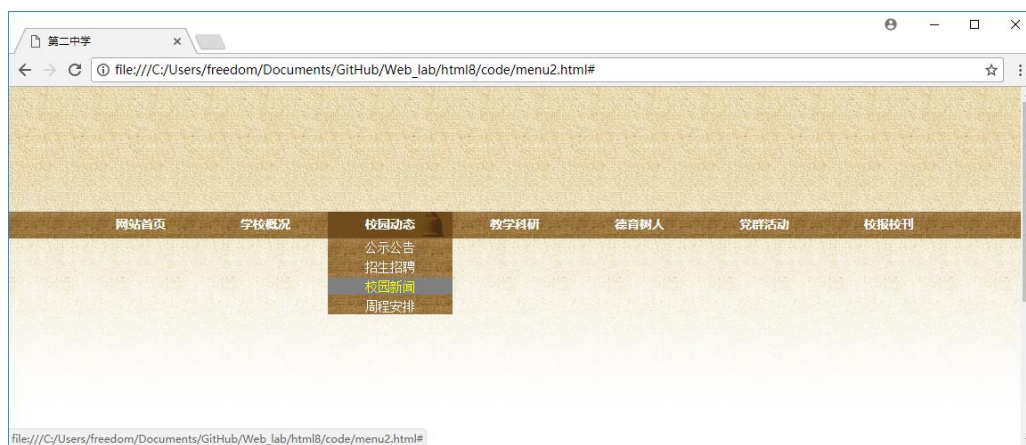 第二中学
file:///C:/Users/freedom/Documents/GitHub/Web_lab/html8/code/menu2.html#
网站首页 学校概况 校园动态 教学科研 德育树人 党群活动 校报校刊
公示公告
招生招聘
校园新闻
周程安排
file:///C:/Users/freedom/Documents/GitHub/Web_lab/html8/code/menu2.html#